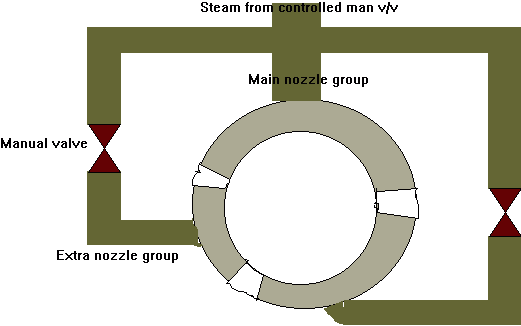 Steam from controlled man v/v
Main nozzle group
Manual valve
Extra nozzle group